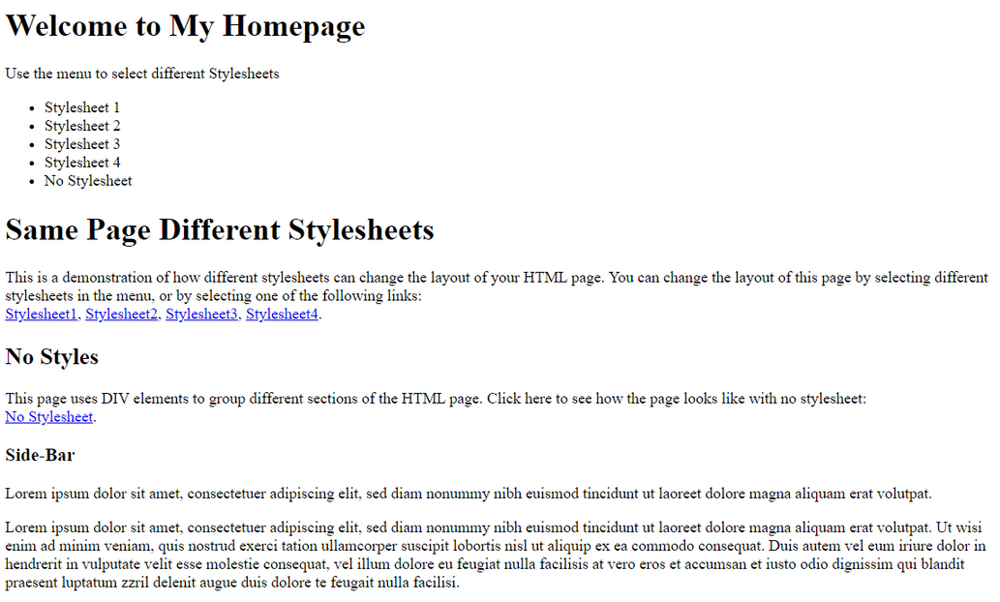 Welcome to My Homepage
Use the menu to select different Stylesheets
Stylesheet 1
Stylesheet 2
Stylesheet 3
Stylesheet 4
No Stylesheet
Same Page Different Stylesheets
This is a demonstration of how different stylesheets can change the layout of your HTML page. You can change the layout of this page by selecting different
stylesheets in the menu, or by selecting one of the following links:
Stylesheet1, Stylesheet2, Stylesheet3, Stylesheet4.
No Styles
This page uses DIV elements to group different sections of the HTML page. Click here to see how the page looks like with no stylesheet:
No Stylesheet.
Side-Bar
Lorem ipsum dolor sit amet, consectetuer adipiscing elit, sed diam nonummy nibh euismod tincidunt ut laoreet dolore magna aliquam erat volutpat.
Lorem ipsum dolor sit amet, consectetuer adipiscing elit, sed diam nonummy nibh euismod tincidunt ut laoreet dolore magna aliquam erat volutpat. Ut wisi
enim ad minim veniam, quis nostrud exerci tation ullamcorper suscipit lobortis nisl ut aliquip ex ea commodo consequat. Duis autem vel eum iriure dolor in
hendrerit in vulputate velit esse molestie consequat, vel illum dolore eu feugiat nulla facilisis at vero eros et accumsan et iusto odio dignissim qui blandit
praesent luptatum zzril delenit augue duis dolore te feugait nulla facilisi.